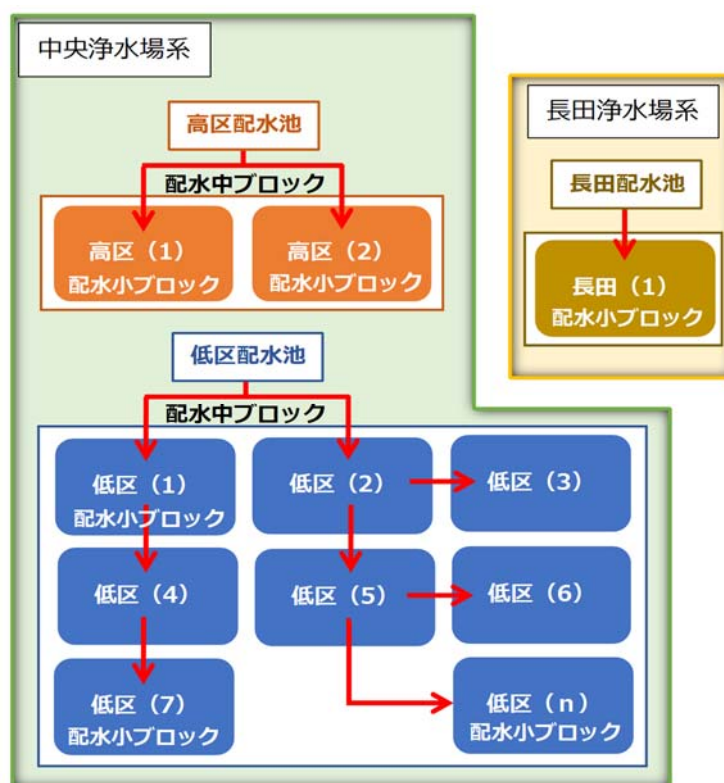 中央浄水場系
高区配水池
配水中ブロック
高区（1）
配水小ブロック
高区（2）
配水小ブロック
長田浄水場系
長田配水池
長田（1）
配水小ブロック
低区配水池
配水中ブロック
低区（1）
配水小ブロック
低区（2）
低区（3）
低区（4）
低区（5）
低区（6）
低区（7）
配水小ブロック
低区（n）
配水小ブロック